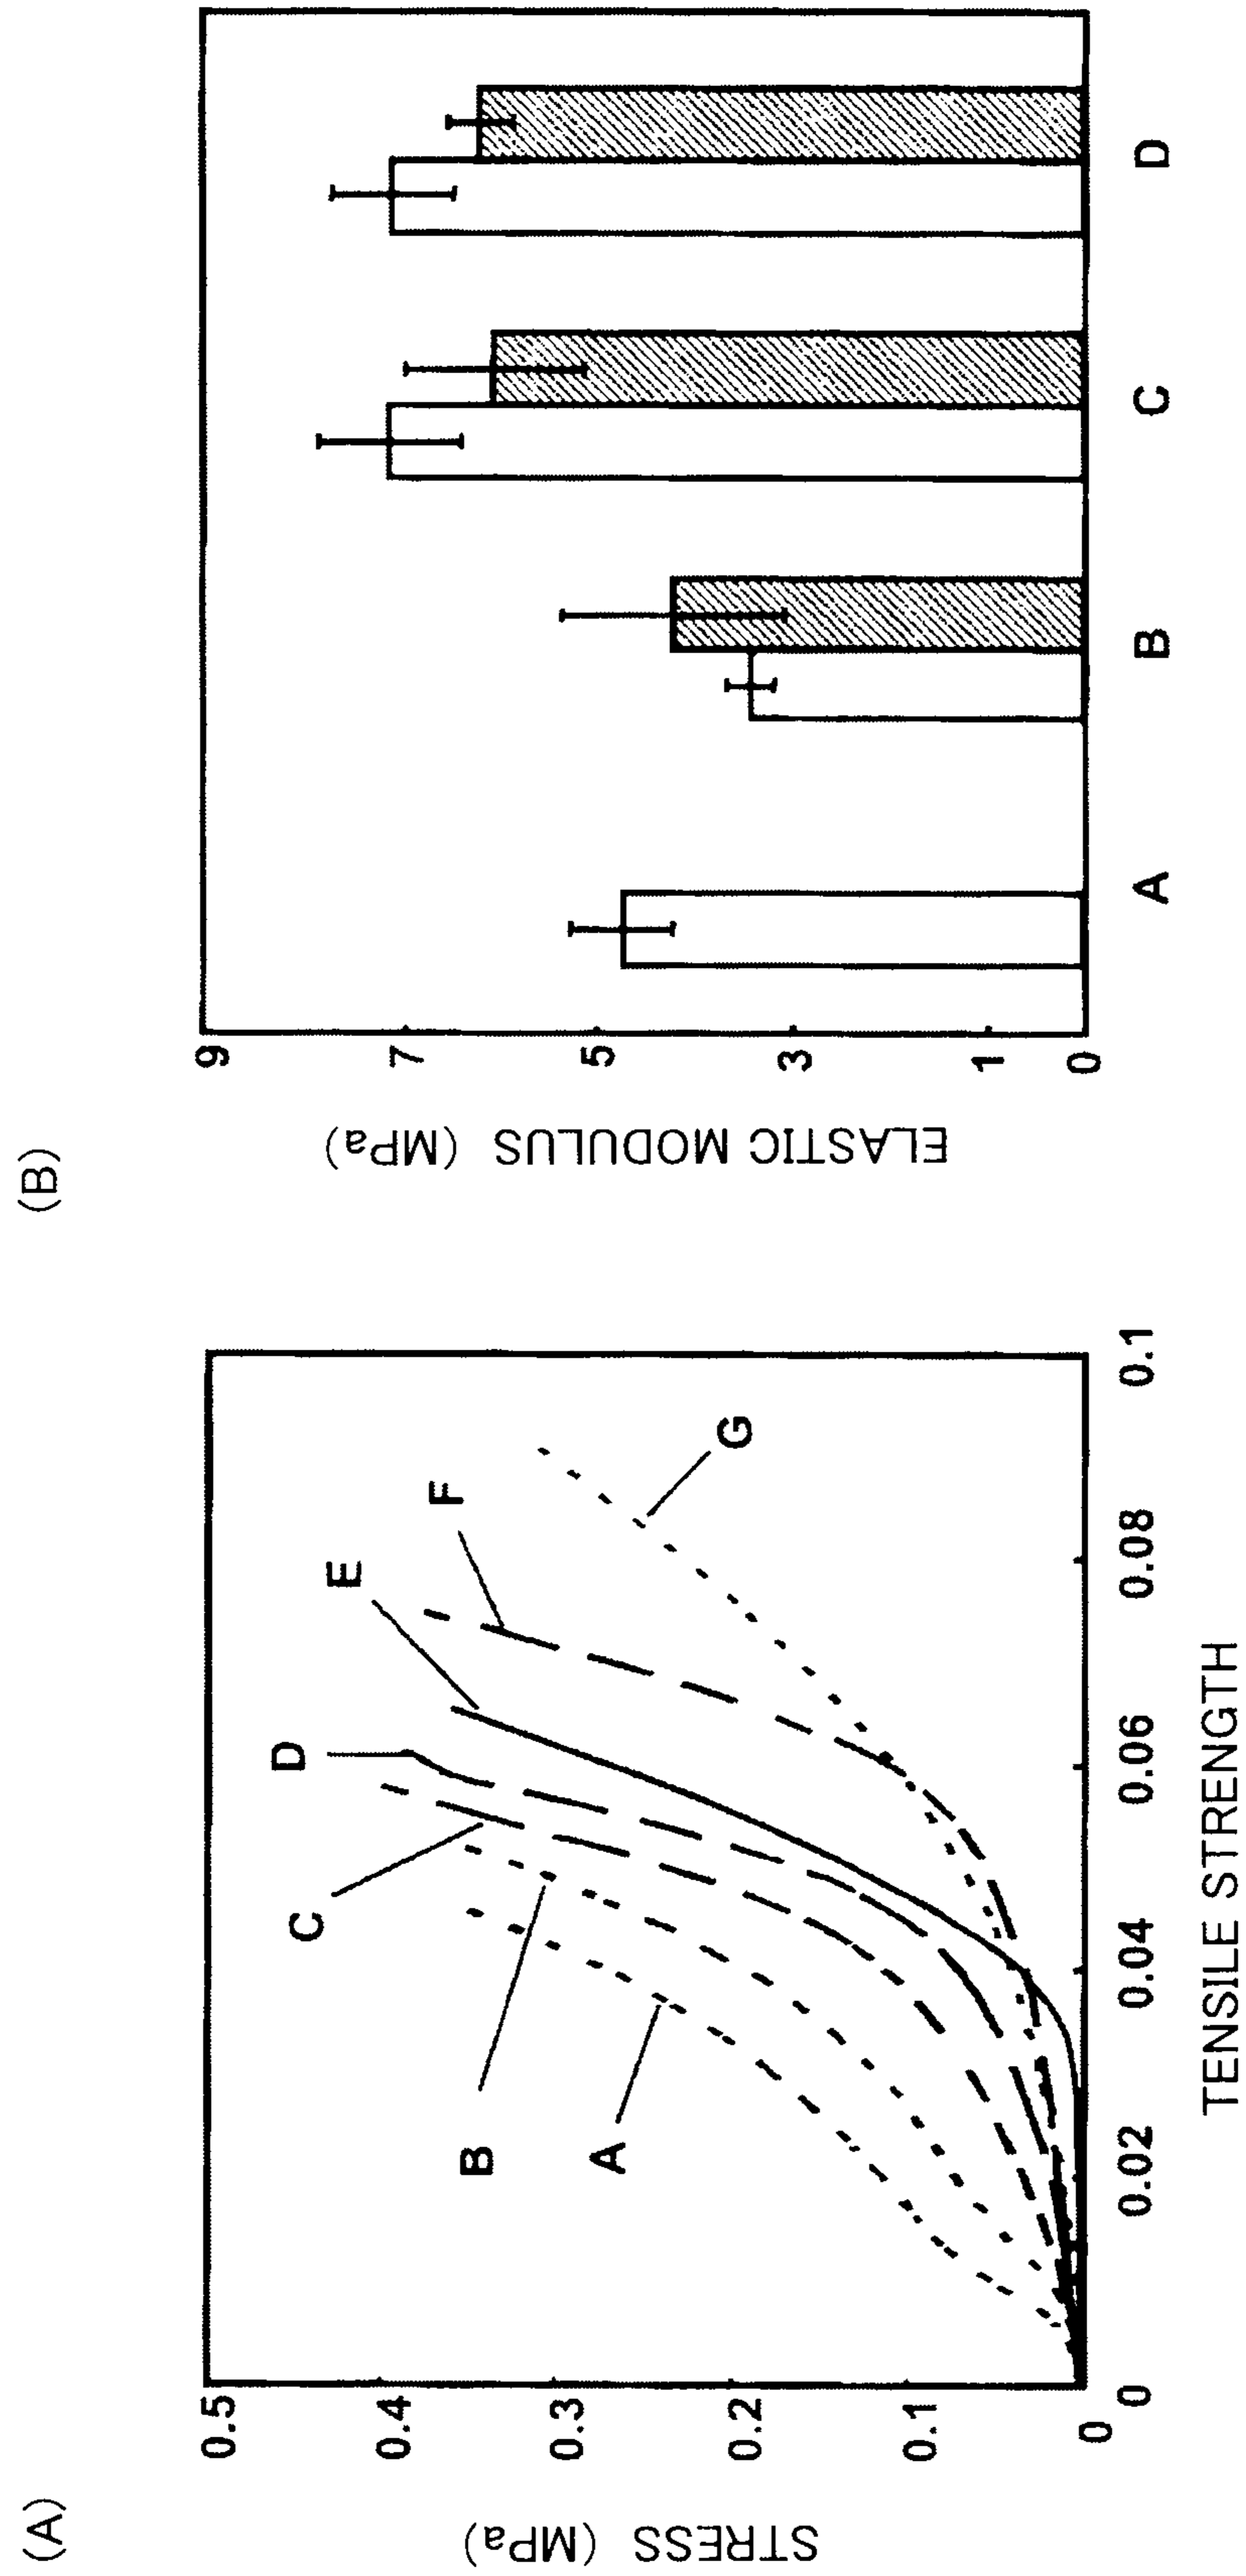 (A)
STRESS (MPa)
0.5
0.4
0.3
0.2
0.1
0
0
0.02
0.04
0.06
0.08
0.1
TENSILE STRENGTH
A
B
C
D
E
F
G
(B)
ELASTIC MODULUS (MPa)
9
7
5
3
1
0
A
B
C
D